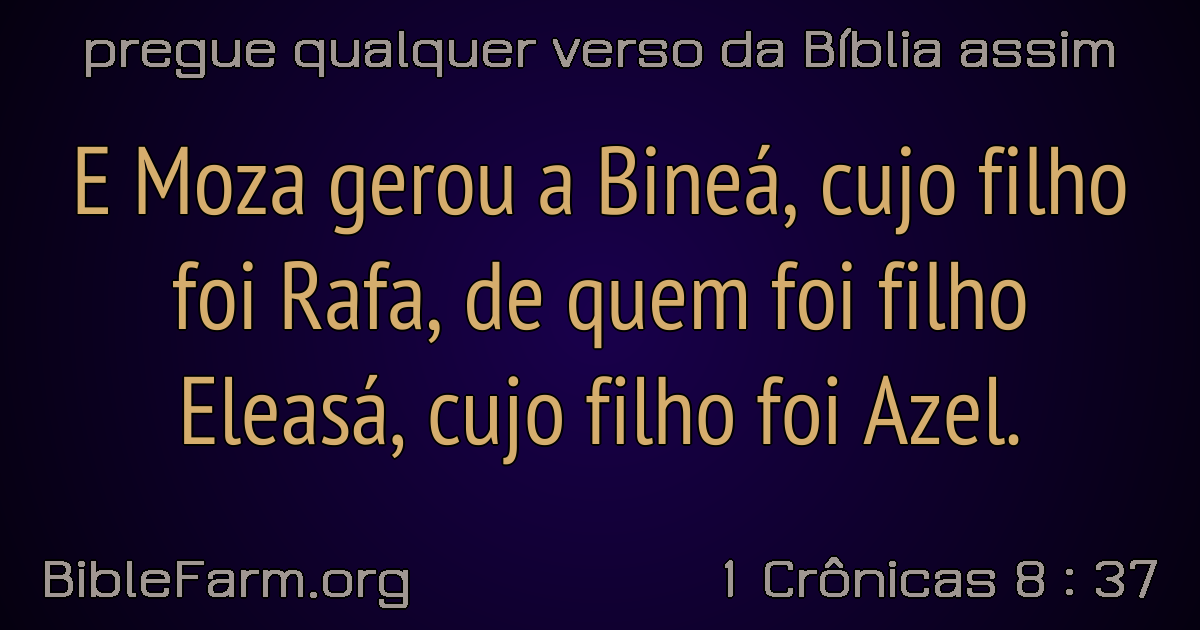 pregue qualquer verso da Bíblia assim
E Moza gerou a Bineá, cujo filho
foi Rafa, de quem foi filho
Eleasá, cujo filho foi Azel.
BibleFarm.org
1 Crônicas 8 : 37